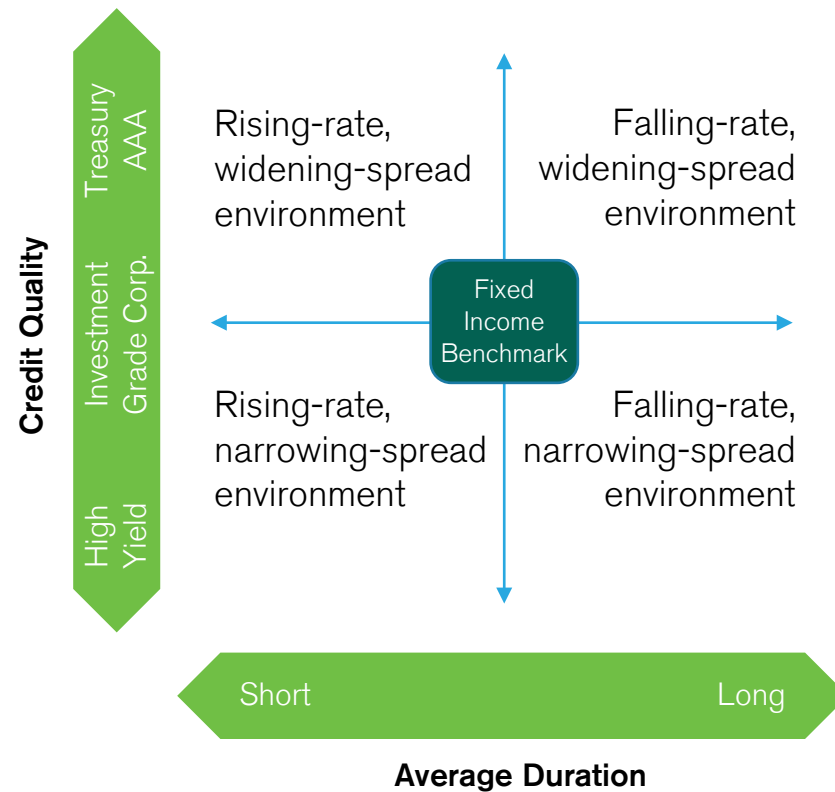 Credit Quality
Treasury
AAA
Investment
Grade Corp.
High
Yield
Rising-rate,
widening-spread
environment
Falling-rate,
widening-spread
environment
Fixed
Income
Benchmark
Rising-rate,
narrowing-spread
environment
Falling-rate,
narrowing-spread
environment
Short
Long
Average Duration